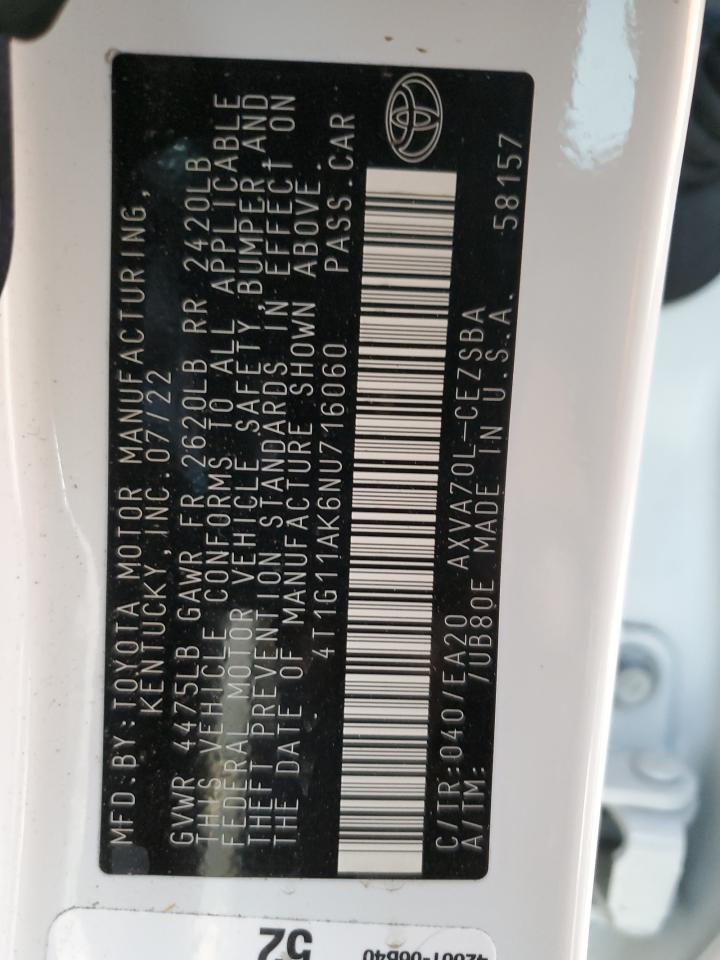 MFD.BY:TOYOTA MOTOR MANUFACTURING,
KENTUCKY,INC.07/22
GVWR 4475LB GAWR FR 2620LB RR 2420LB
THIS VEHICLE CONFORMS TO ALL APPLICABLE
FEDERAL MOTOR VEHICLE SAFETY,BUMPER,AND
THEFT PREVENTION STANDARDS IN EFFECT ON
THE DATE OF MANUFACTURE SHOWN ABOVE.
4T1G11AK6NU716060 PASS.CAR
C/TR:040/EA20 AXVA70L-CEZSBA
A/TM: /UB80E MADE IN U.S.A. 58157
52